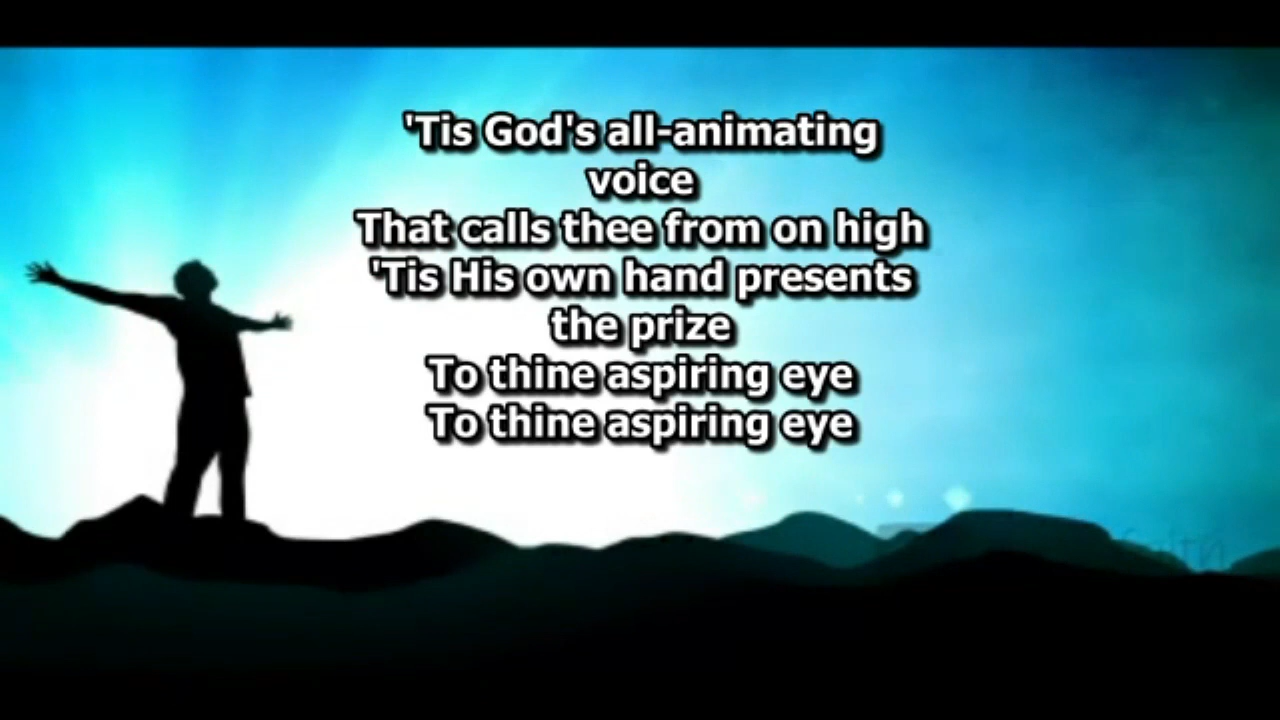 'Tis God's all-animating
voice
That calls thee from on high
'Tis His own hand presents
the prize
To thine aspiring eye
To thine aspiring eye